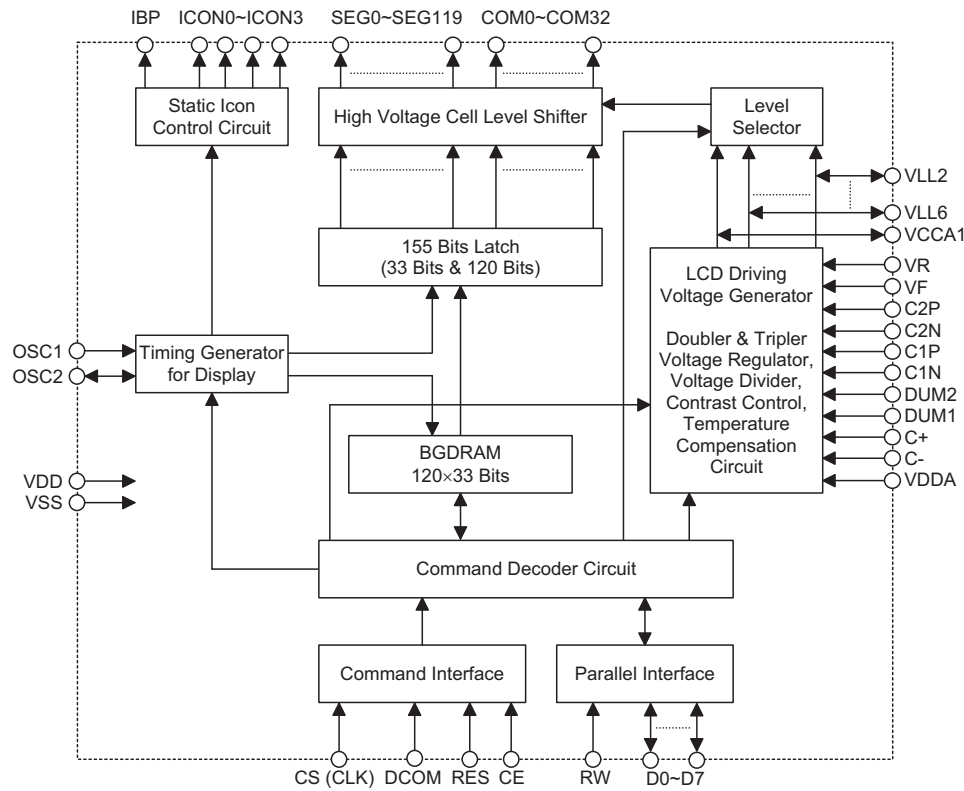 IBP ICON0~ICON3 SEG0~SEG119 COM0~COM32
Static Icon
Control Circuit
High Voltage Cell Level Shifter
Level
Selector
VLL2
VLL6
VCCA1
155 Bits Latch
(33 Bits & 120 Bits)
LCD Driving
Voltage Generator
Doubler & Tripler
Voltage Regulator,
Voltage Divider,
Contrast Control,
Temperature
Compensation
Circuit
VR
VF
C2P
C2N
C1P
C1N
DUM2
DUM1
C+
C-
VDDA
OSC1
OSC2
Timing Generator
for Display
BGDRAM
120×33 Bits
VDD
VSS
Command Decoder Circuit
Command Interface
Parallel Interface
CS (CLK) DCOM RES CE RW D0~D7